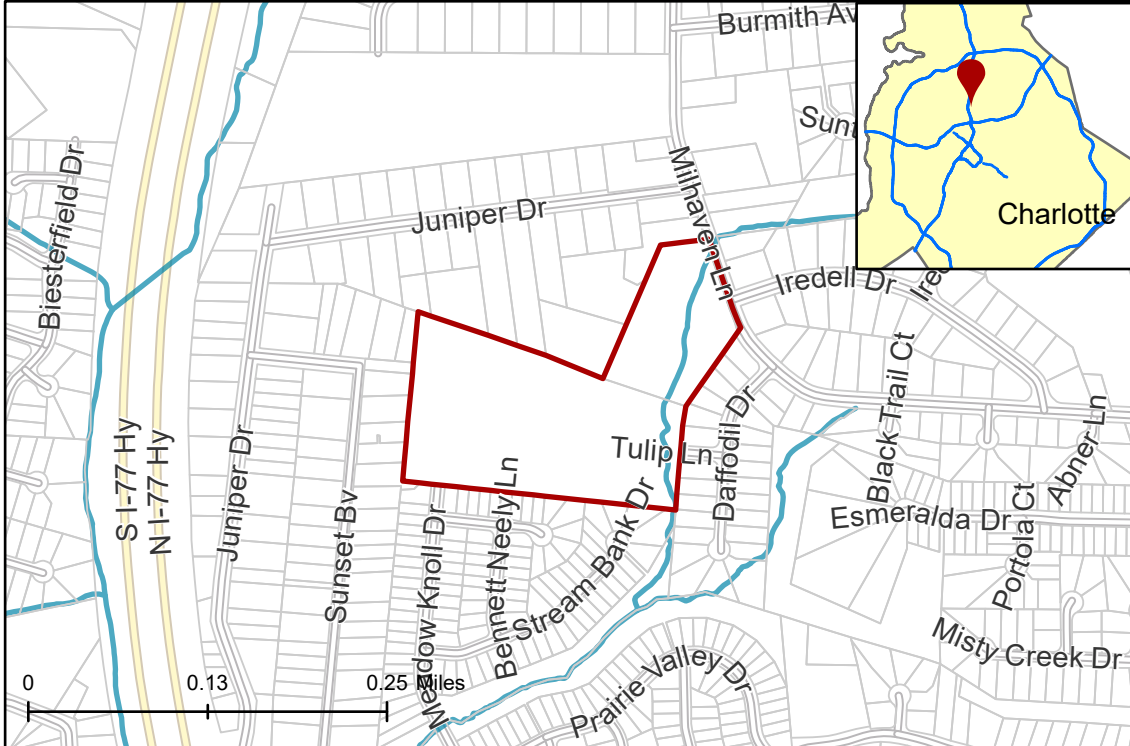 Burmith Av
Sunt
Charlotte
Milhaven Ln
Biesterfield Dr
Juniper Dr
Iredell Dr
Ired
Black Trail Ct
Daffodil Dr
Tulip Ln
Abner Ln
S I-77 Hy
N I-77 Hy
Juniper Dr
Sunset Bv
Meadow Knoll Dr
Bennett Neely Ln
Stream Bank Dr
Esmeralda Dr
Portola Ct
Misty Creek Dr
Prairie Valley Dr
0
0.13
0.25 Miles